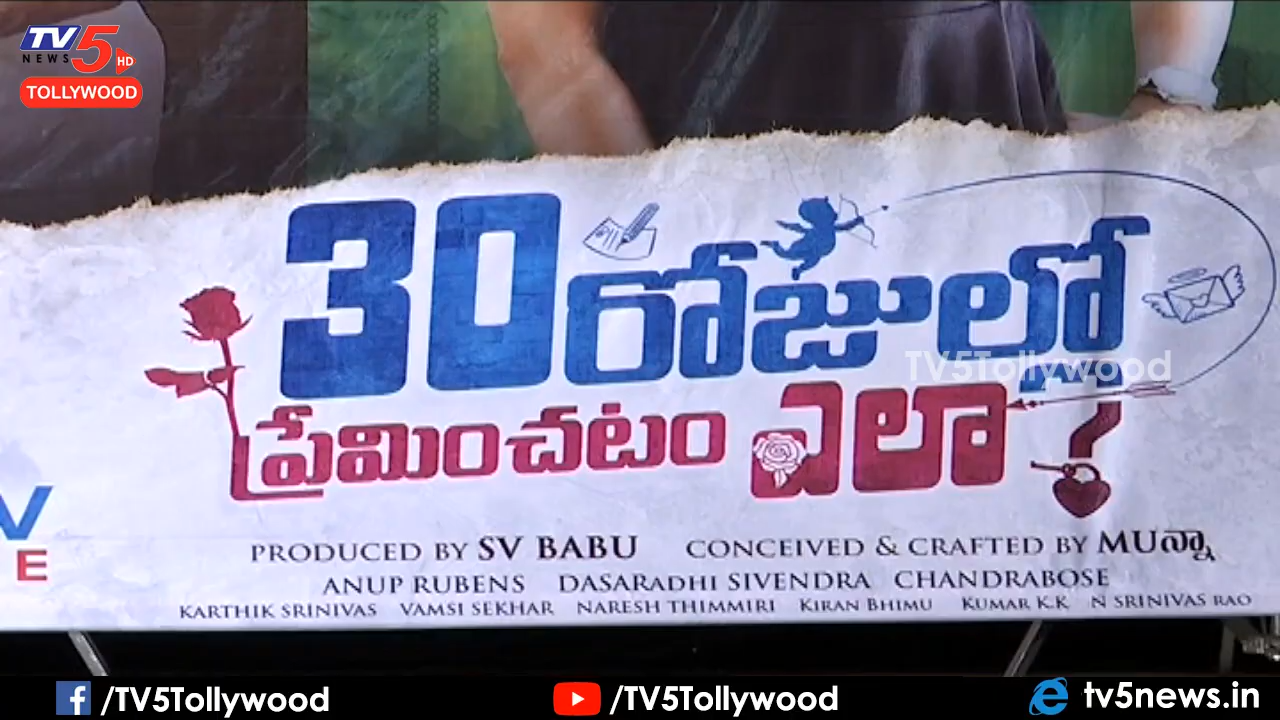 TV5 HD
NEWS
TOLLYWOOD
30 రోజుల్లో
TV5Tollywood
ప్రేమించటం ఎలా ?
V
E
PRODUCED BY SV BABU CONCEIVED & CRAFTED BY MUన్నా
ANUP RUBENS DASARADHI SIVENDRA CHANDRABOSE
KARTHIK SRINIVAS VAMSI SEKHAR NARESH THIMMIRI KIRAN BHIMU KUMAR K.K N SRINIVAS RAO
/TV5Tollywood /TV5Tollywood tv5news.in